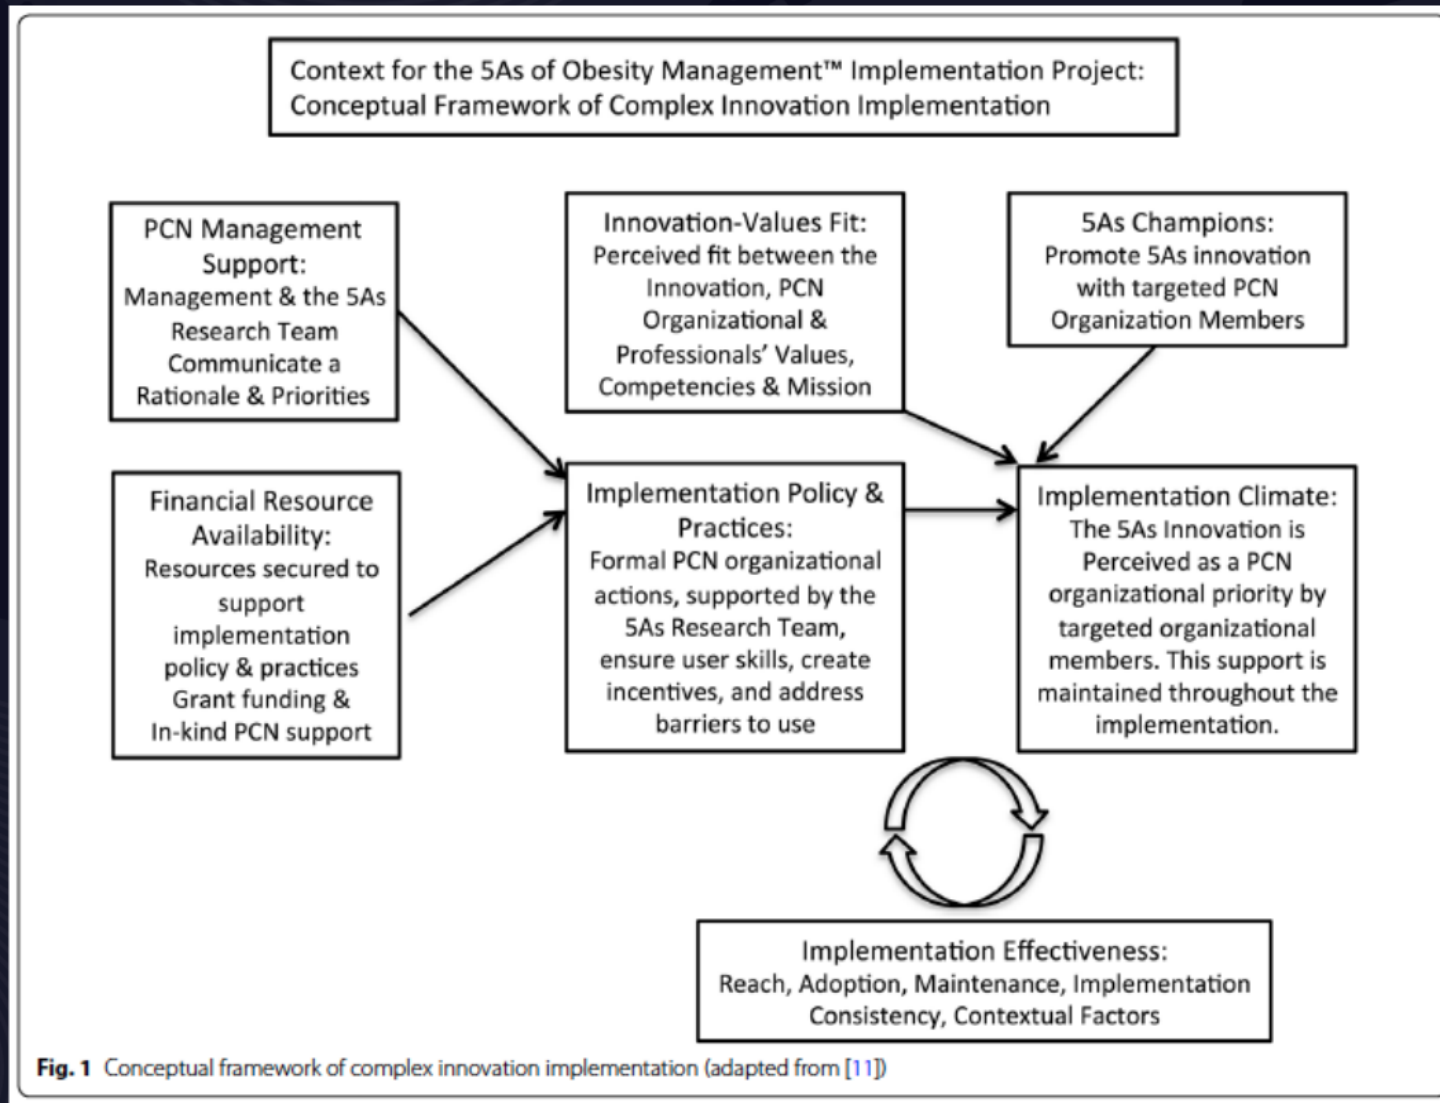 Context for the 5As of Obesity Management™ Implementation Project:
Conceptual Framework of Complex Innovation Implementation
PCN Management
Support:
Management & the 5As
Research Team
Communicate a
Rationale & Priorities
Innovation-Values Fit:
Perceived fit between the
Innovation, PCN
Organizational &
Professionals’ Values,
Competencies & Mission
5As Champions:
Promote 5As innovation
with targeted PCN
Organization Members
Financial Resource
Availability:
Resources secured to
support
implementation
policy & practices
Grant funding &
In-kind PCN support
Implementation Policy &
Practices:
Formal PCN organizational
actions, supported by the
5As Research Team,
ensure user skills, create
incentives, and address
barriers to use
Implementation Climate:
The 5As Innovation is
Perceived as a PCN
organizational priority by
targeted organizational
members. This support is
maintained throughout the
implementation.
Implementation Effectiveness:
Reach, Adoption, Maintenance, Implementation
Consistency, Contextual Factors
Fig. 1 Conceptual framework of complex innovation implementation (adapted from [11])